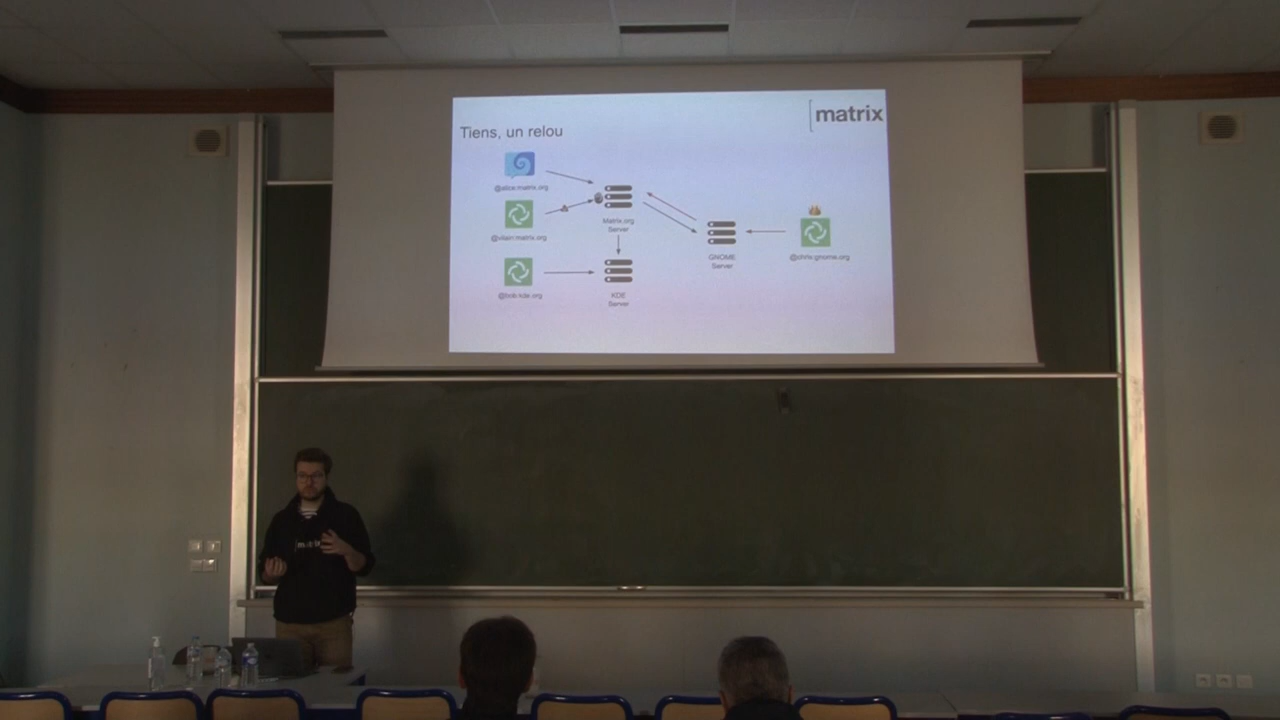 [matrix
Tiens, un relou
@alice:matrix.org
@vilain:matrix.org
@bob:kde.org
Matrix.org
Server
KDE
Server
GNOME
Server
@chris:gnome.org